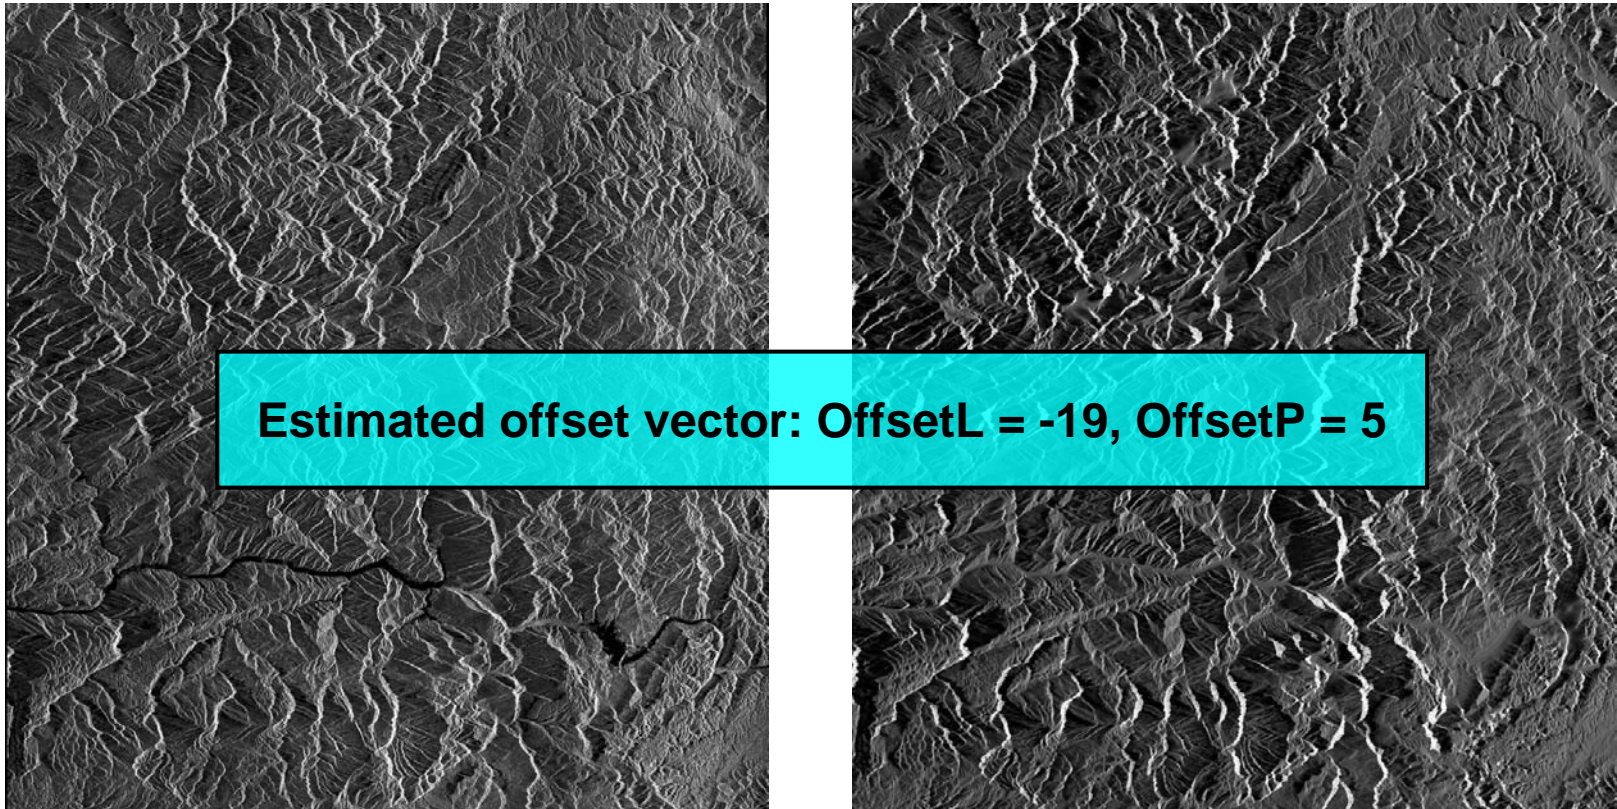 Estimated offset vector: OffsetL = -19, OffsetP = 5